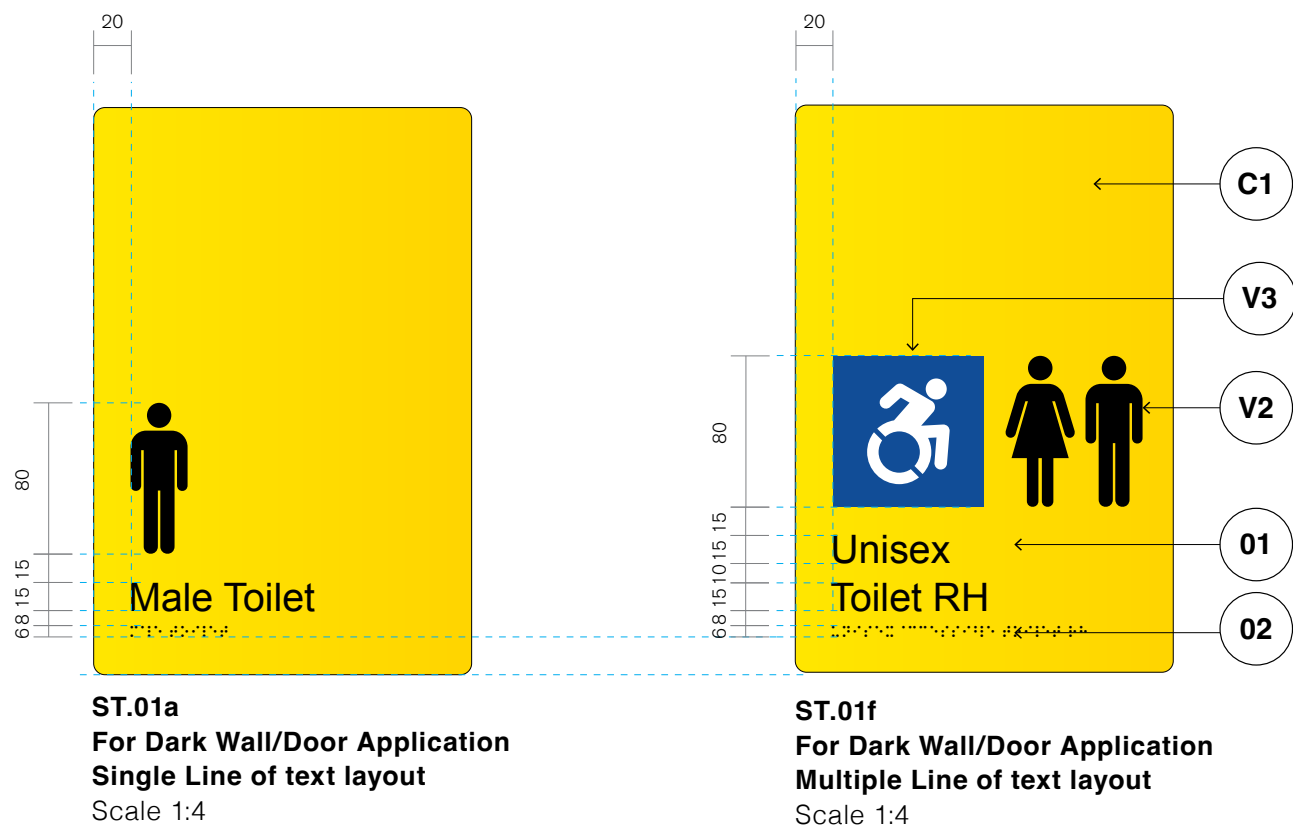 20
20
C1
V3
V2
01
02
80
15
15
8
6
80
15
15
10
15
8
6
Male Toilet
Unisex
Toilet RH
ST.01a
For Dark Wall/Door Application
Single Line of text layout
Scale 1:4
ST.01f
For Dark Wall/Door Application
Multiple Line of text layout
Scale 1:4